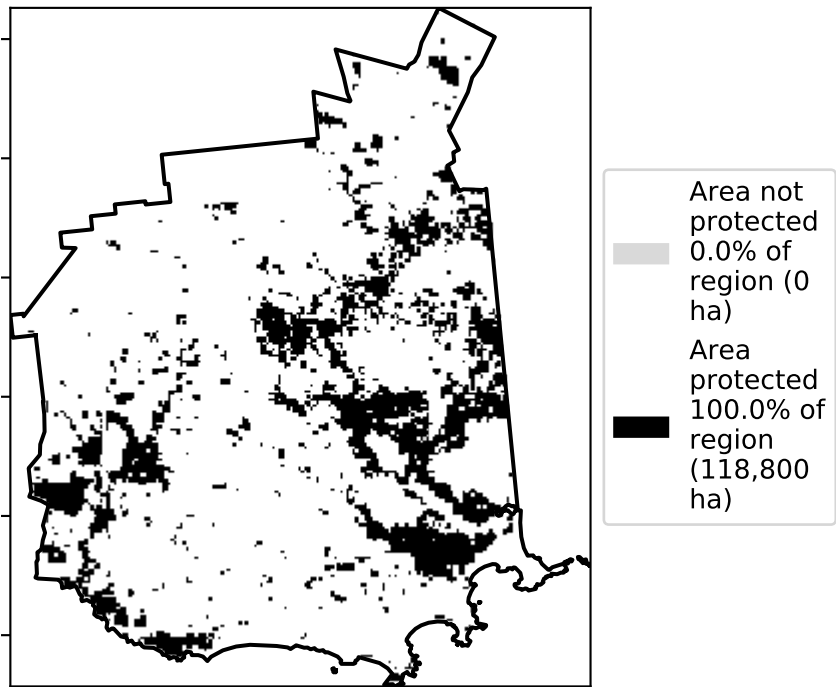 Area not
protected
0.0% of
region (0
ha)
Area
protected
100.0% of
region
(118,800
ha)